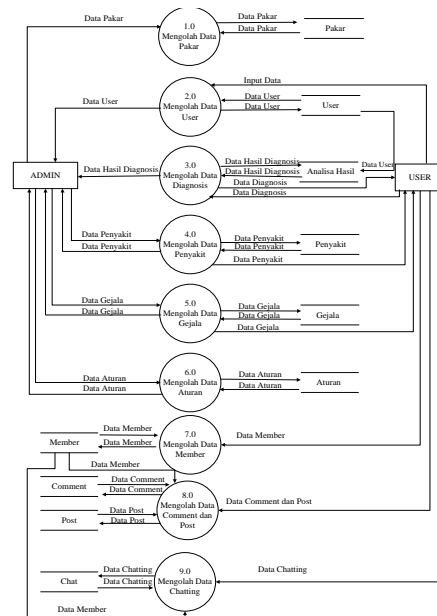 Data Pakar
1.0
Mengolah Data
Pakar
Data Pakar
Data Pakar
Pakar
Input Data
2.0
Mengolah Data
User
Data User
Data User
Data User
User
ADMIN
Data Hasil Diagnosis
3.0
Mengolah Data
Diagnosis
Data Hasil Diagnosis
Data Hasil Diagnosis
Analisa Hasil
Data User
USER
Data Diagnosis
Data Diagnosis
Data Penyakit
Data Penyakit
4.0
Mengolah Data
Penyakit
Data Penyakit
Data Penyakit
Penyakit
Data Penyakit
Data Gejala
Data Gejala
5.0
Mengolah Data
Gejala
Data Gejala
Data Gejala
Gejala
Data Gejala
Data Aturan
Data Aturan
6.0
Mengolah Data
Aturan
Data Aturan
Data Aturan
Aturan
Member
Data Member
Data Member
7.0
Mengolah Data
Member
Data Member
Data Member
Comment
Data Comment
Data Comment
8.0
Mengolah Data
Comment dan
Post
Data Comment dan Post
Post
Data Post
Data Post
Chat
Data Chatting
Data Chatting
9.0
Mengolah Data
Chatting
Data Chatting
Data Member